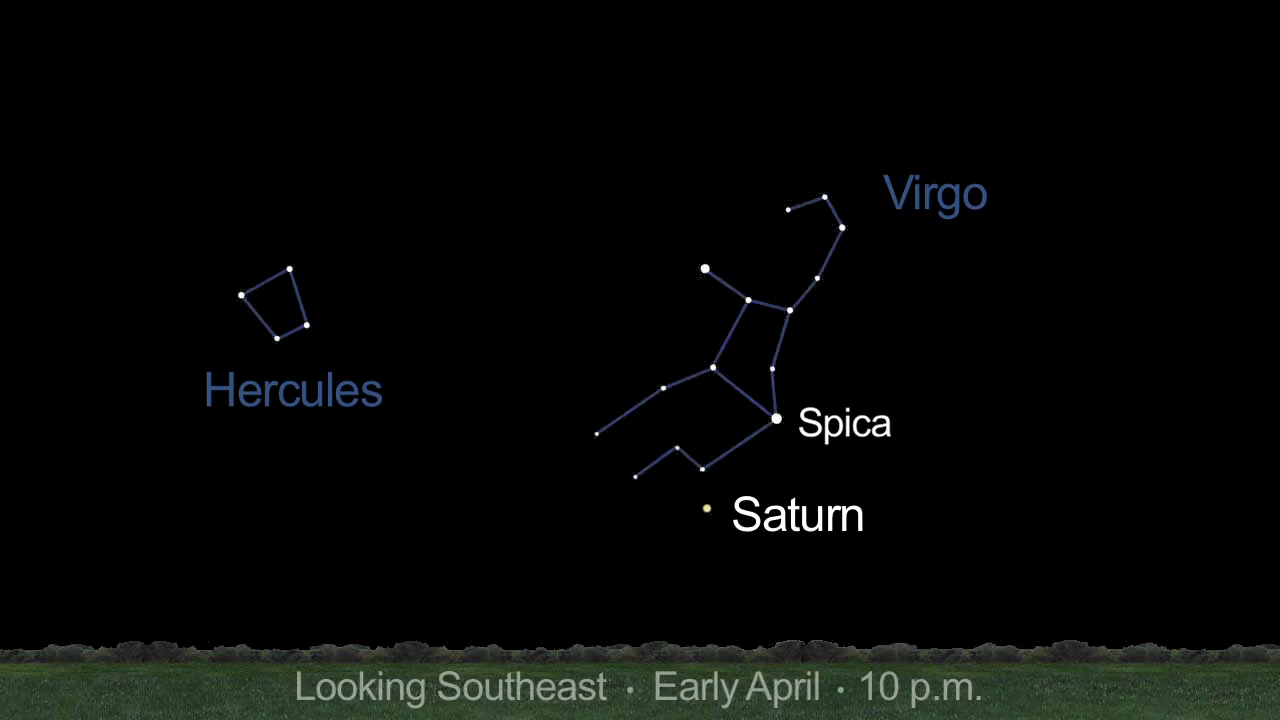 Virgo
Hercules
Spica
Saturn
Looking Southeast • Early April • 10 p.m.